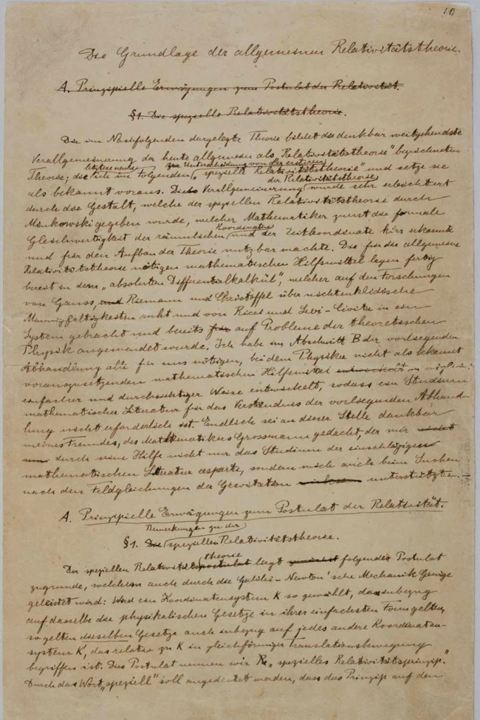 Die Grundlage der allgemeinen Relativitätstheorie.
A. Prinzipielle Erwägungen zum Postulat der Relativität.
§1. Die spezielle Relativitätstheorie.
Die im Nachfolgenden dargelegte Theorie bildet die denkbar weitgehendste
Verallgemeinerung der heute allgemein als „Relativitätstheorie" bezeichneten
letztere nenne zur Unterscheidung von der ersteren
Theorie; die ich im folgenden „spezielle Relativitätstheorie" und setze sie
der Relativitätstheorie
als bekannt voraus. Die Verallgemeinerung wurde sehr erleichtert
durch die Gestalt, welche der speziellen Relativitätstheorie durch
Minkowski gegeben wurde, welcher Mathematiker zuerst die formale
Koordinaten
Gleichwertigkeit der räumlichen und der Zeitkoordinate klar erkannte
und für den Aufbau der Theorie nutzbar machte. Die für die allgemeine
Relativitätstheorie nötigen mathematischen Hilfsmittel lagen fertig
bereit in dem „absoluten Differentialkalkül", welcher auf den Forschungen
von Gauss, und Riemann und Christoffel über nichteuklidische
Mannigfaltigkeiten ruht und von Ricci und Levi-Civita in ein
System gebracht und bereits auf Probleme der theoretischen
Physik angewendet wurde. Ich habe im Abschnitt B der vorliegenden
Abhandlung alle für uns nötigen, bei dem Physiker nicht als bekannt
vorauszusetzenden mathematischen Hilfsmittel in
einfacher und durchsichtiger Weise entwickelt, sodass ein Studium
mathematischer Literatur für das Verständnis der vorliegenden Abhand-
lung nicht erforderlich ist. Endlich sei an dieser Stelle dankbar
meines Freundes, des Mathematikers Grossmann gedacht, der mir
durch seine Hilfe nicht nur das Studium der einschlägigen
mathematischen Literatur ersparte, sondern mich auch beim Suchen
nach den Feldgleichungen der Gravitation unterstützte.
A. Prinzipielle Erwägungen zum Postulat der Relativität.
Bemerkungen zu der
§1. Die speziellen Relativitätstheorie.
theorie
Der speziellen Relativitätspostulat liegt folgendes Postulat
zugrunde, welchem auch durch die Galilei-Newton'sche Mechanik Genüge
geleistet wird: Wird ein Koordinatensystem K so gewählt, dass inbezug
auf dasselbe die physikalischen Gesetze in ihrer einfachsten Form gelten,
so gelten dieselben Gesetze auch inbezug auf jedes andere Koordinaten-
system K', das relativ zu K in gleichförmiger Translationsbewegung
begriffen ist. Dies Postulat nennen wir „spezielles Relativitätsprinzip".
Durch das Wort „speziell" soll angedeutet werden, dass das Prinzip auf den